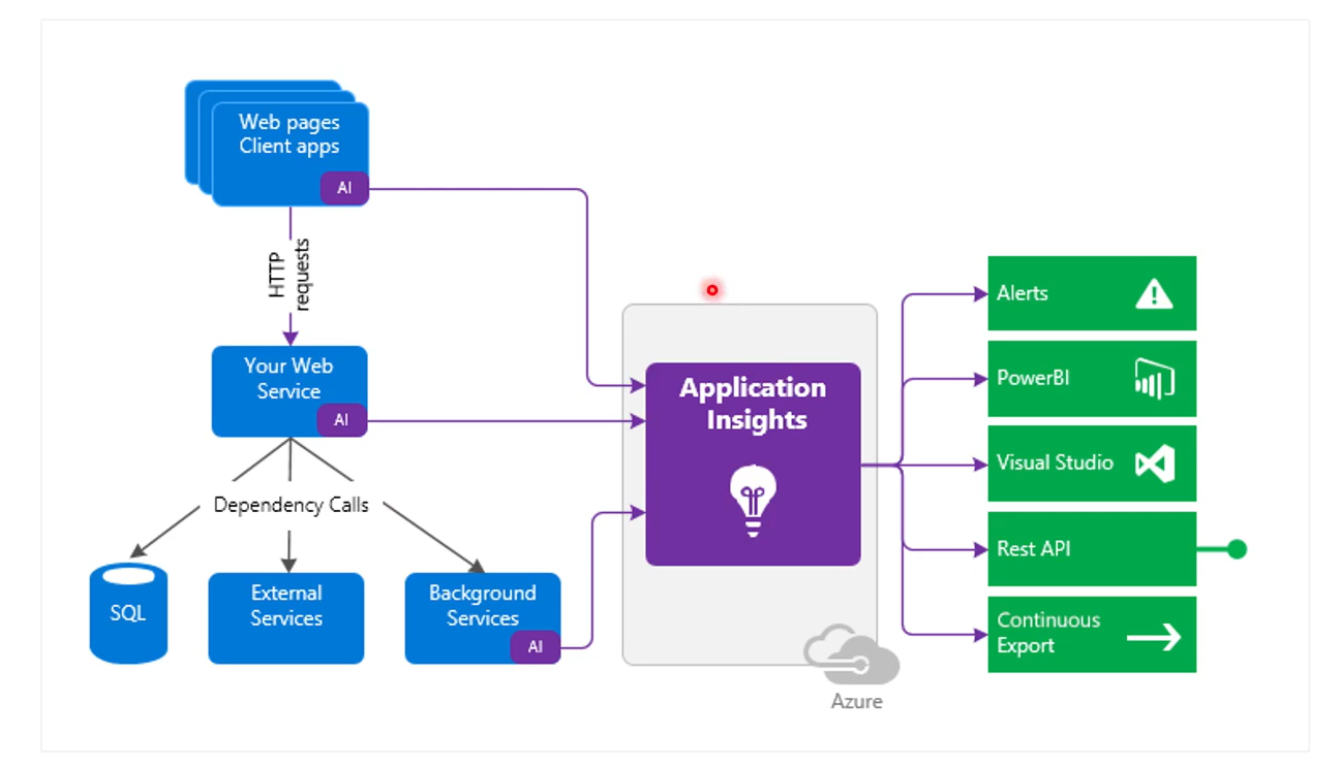 Web pages
Client apps
AI
HTTP
requests
Your Web
Service
AI
Dependency Calls
SQL
External
Services
Background
Services
AI
Application
Insights
Azure
Alerts
PowerBI
Visual Studio
Rest API
Continuous
Export